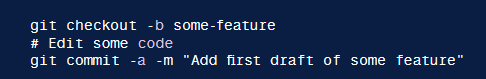 git checkout -b some-feature
# Edit some code
git commit -a -m "Add first draft of some feature"